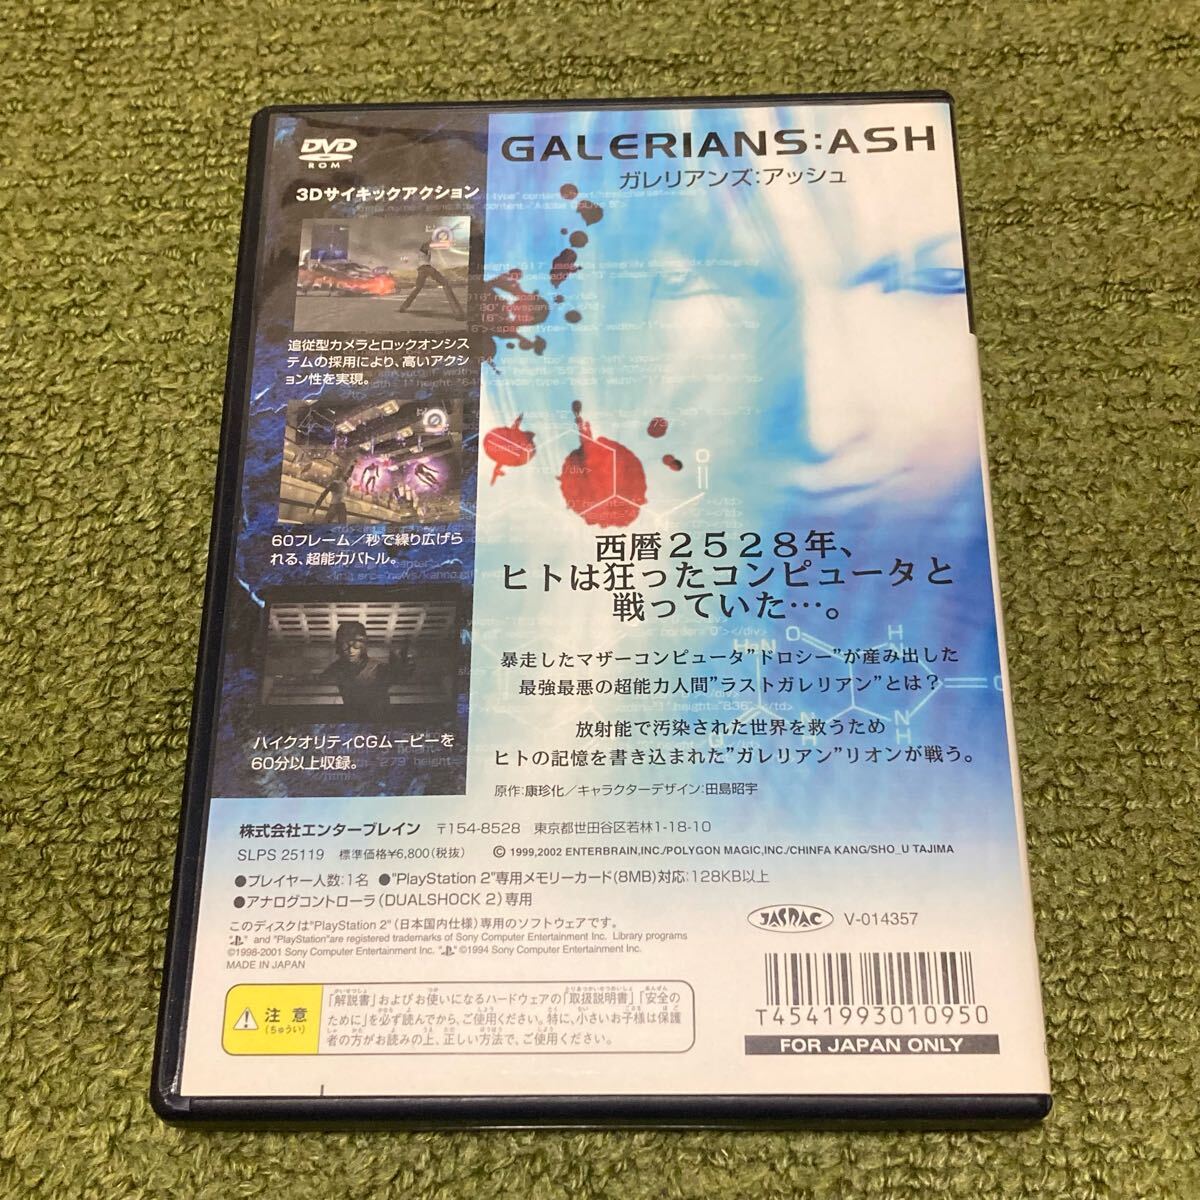 DVD
ROM
3Dサイキックアクション
追従型カメラとロックオンシス
テムの採用により、高いアクシ
ョン性を実現。
60フレーム／秒で繰り広げら
れる、超能力バトル。
ハイクオリティCGムービーを
60分以上収録。
GALERIANS:ASH
ガレリアンズ:アッシュ
西暦２５２８年、
ヒトは狂ったコンピュータと
戦っていた…。
暴走したマザーコンピュータ"ドロシー"が産み出した
最強最悪の超能力人間"ラストガレリアン"とは？
放射能で汚染された世界を救うため
ヒトの記憶を書き込まれた"ガレリアン"リオンが戦う。
原作:康珍化／キャラクターデザイン:田島昭宇
株式会社エンターブレイン 〒154-8528 東京都世田谷区若林1-18-10
SLPS 25119 標準価格¥6,800(税抜) © 1999,2002 ENTERBRAIN,INC./POLYGON MAGIC,INC./CHINFA KANG/SHO_U TAJIMA
●プレイヤー人数:1名 ●"PlayStation 2"専用メモリーカード(8MB)対応:128KB以上
●アナログコントローラ(DUALSHOCK 2)専用
このディスクは"PlayStation 2"(日本国内仕様)専用のソフトウェアです。
" " and "PlayStation"are registered trademarks of Sony Computer Entertainment Inc. Library programs
©1998-2001 Sony Computer Entertainment Inc. " "©1994 Sony Computer Entertainment Inc.
MADE IN JAPAN
JASRAC V-014357
注意
(ちゅうい)
「解説書」およびお使いになるハードウェアの「取扱説明書」「安全の
ために」を必ず読んでから、ご使用ください。特に、小さいお子様は保護
者の方がお読みの上、正しい方法で、ご使用ください。
T4541993010950
FOR JAPAN ONLY